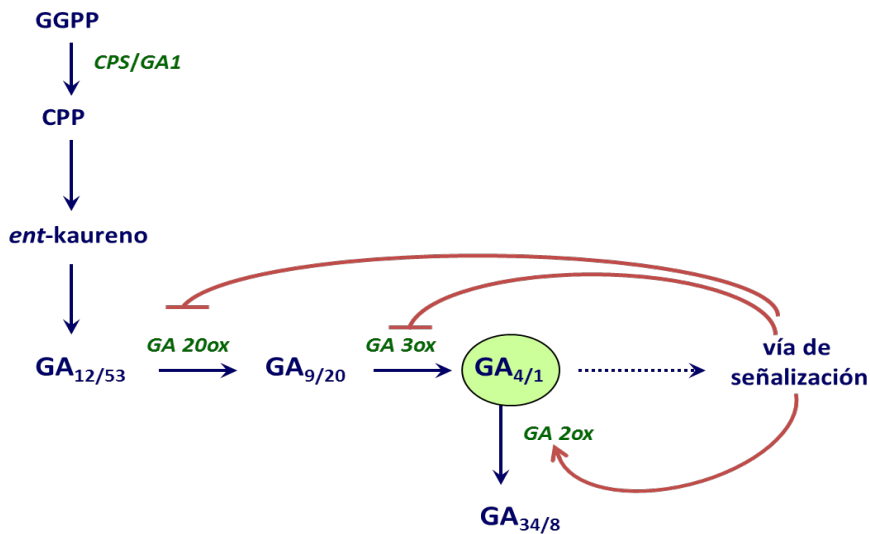 GGPP
CPS/GA1
CPP
ent-kaureno
GA 20ox
GA 3ox
GA12/53
GA9/20
GA4/1
vía de
señalización
GA 2ox
GA34/8